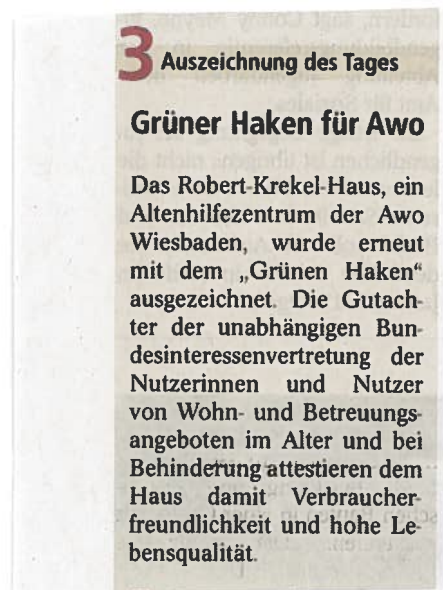 3 Auszeichnung des Tages
Grüner Haken für Awo
Das Robert-Krekel-Haus, ein
Altenhilfezentrum der Awo
Wiesbaden, wurde erneut
mit dem „Grünen Haken“
ausgezeichnet. Die Gutach-
ter der unabhängigen Bun-
desinteressenvertretung der
Nutzerinnen und Nutzer
von Wohn- und Betreuungs-
angeboten im Alter und bei
Behinderung attestieren dem
Haus damit Verbraucher-
freundlichkeit und hohe Le-
bensqualität.